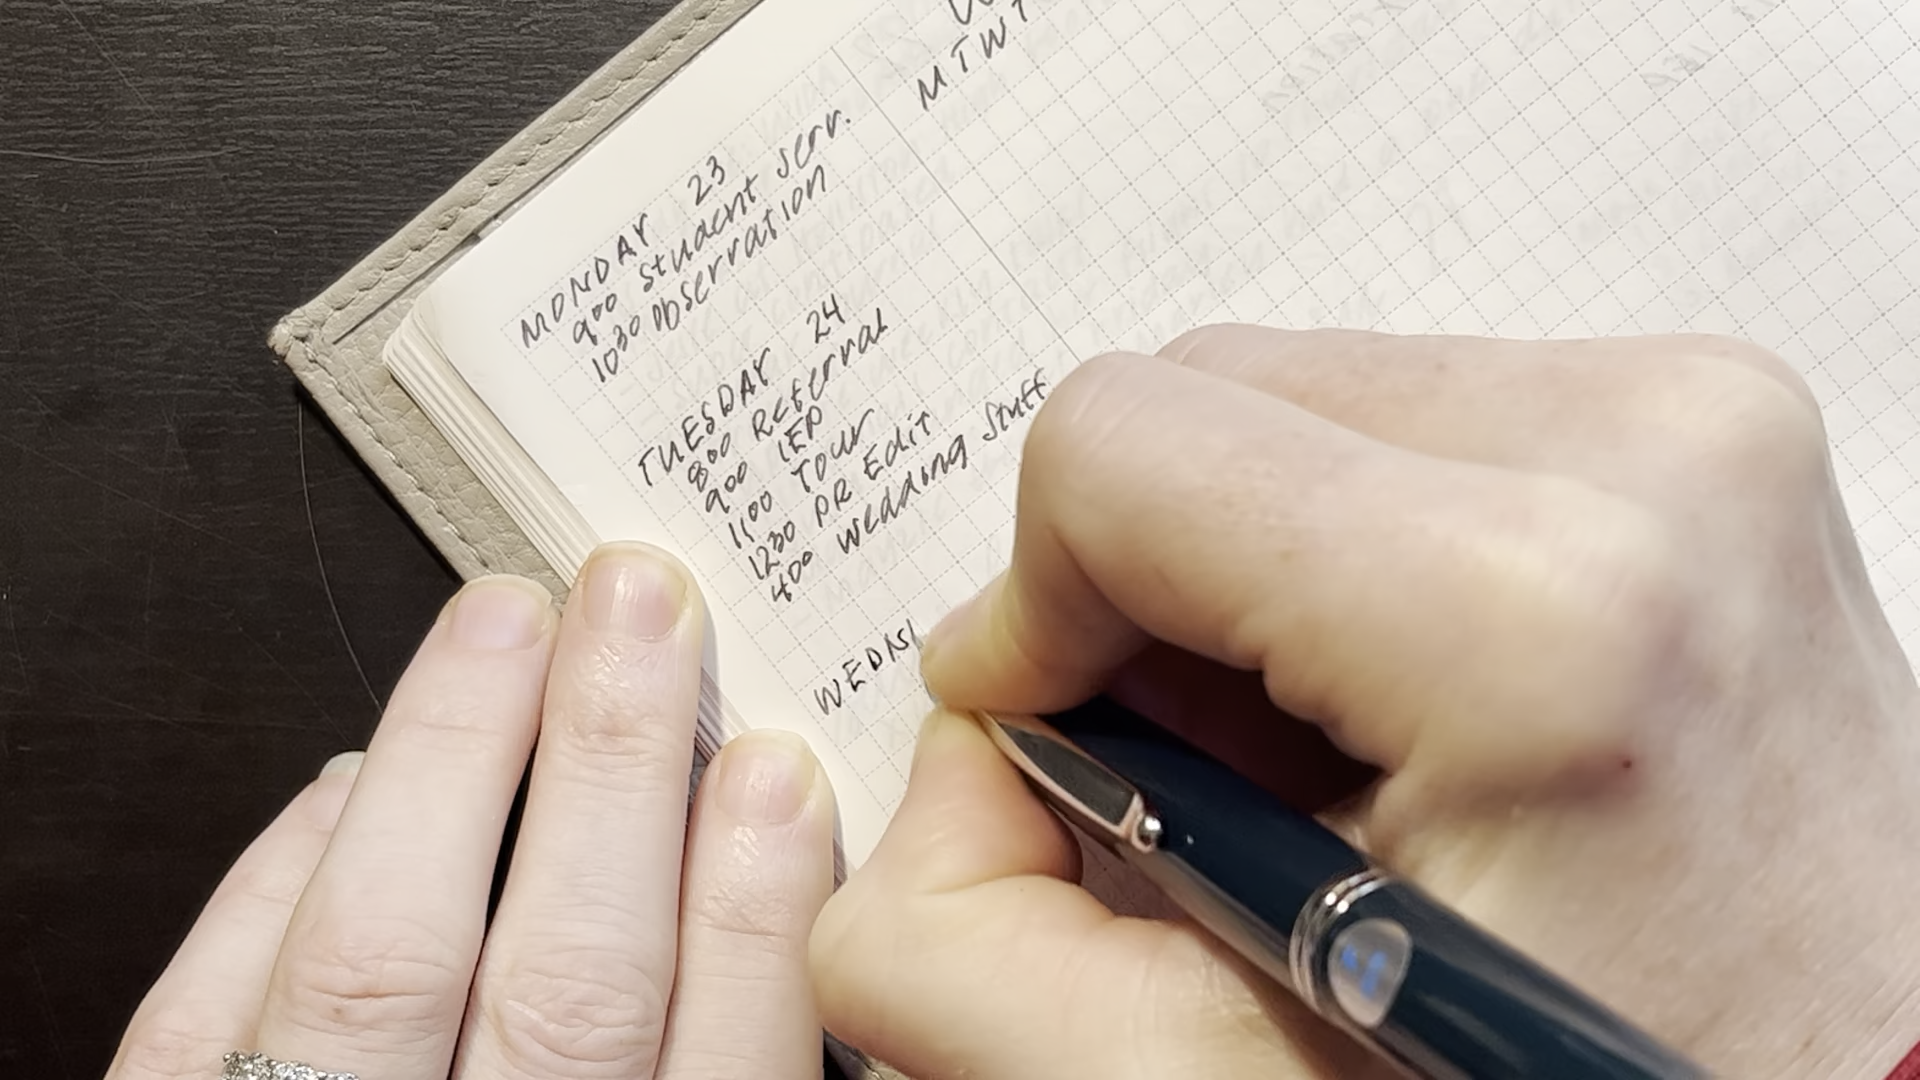 MONDAY 23
900 Student Serv.
1030 Observation
TUESDAY 24
800 Referral
900 IEP
1100 Tour
1230 PR Edit
400 Wedding Stuff
WEDNS
M T W T